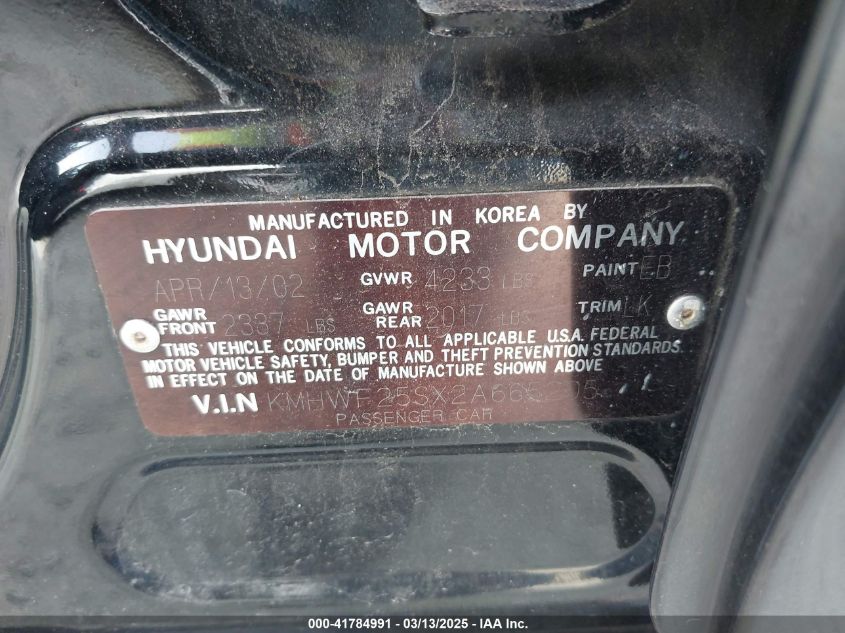 MANUFACTURED IN KOREA BY
HYUNDAI MOTOR COMPANY
APR/13/02 GVWR 4233 LBS PAINT EB
GAWR FRONT 2337 LBS GAWR REAR 2017 LBS TRIM LK
THIS VEHICLE CONFORMS TO ALL APPLICABLE U.S.A. FEDERAL
MOTOR VEHICLE SAFETY, BUMPER AND THEFT PREVENTION STANDARDS
IN EFFECT ON THE DATE OF MANUFACTURE SHOWN ABOVE
V.I.N
PASSENGER CAR
000-41784991 - 03/13/2025 - IAA Inc.